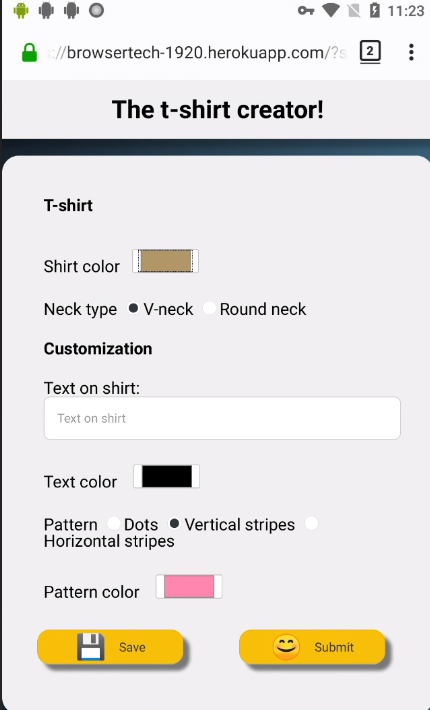 11:23
://browsertech-1920.herokuapp.com/?s
2
The t-shirt creator!
T-shirt
Shirt color
Neck type V-neck Round neck
Customization
Text on shirt:
Text on shirt
Text color
Pattern Dots Vertical stripes
Horizontal stripes
Pattern color
Save Submit